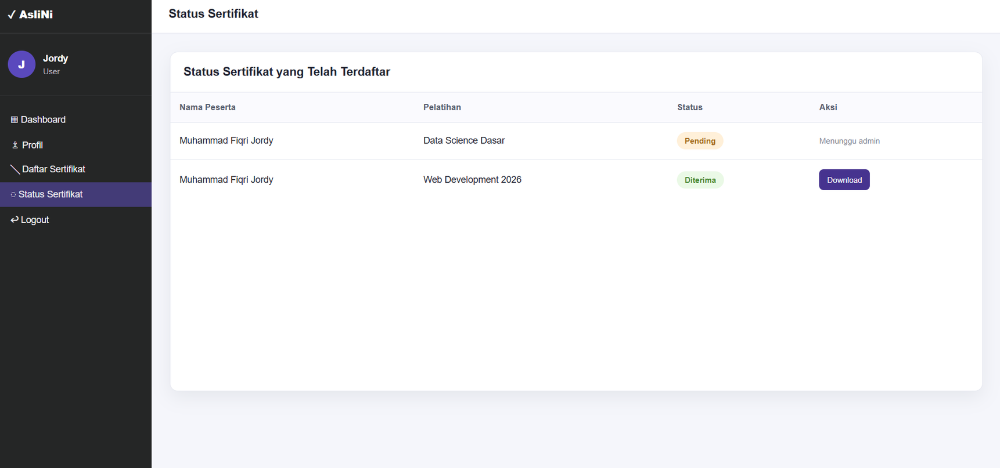 ✓ AsliNi
Status Sertifikat
J
Jordy
User
Dashboard
Profil
Daftar Sertifikat
Status Sertifikat
Logout
Status Sertifikat yang Telah Terdaftar
Nama Peserta Pelatihan Status Aksi
Muhammad Fiqri Jordy Data Science Dasar Pending Menunggu admin
Muhammad Fiqri Jordy Web Development 2026 Diterima Download